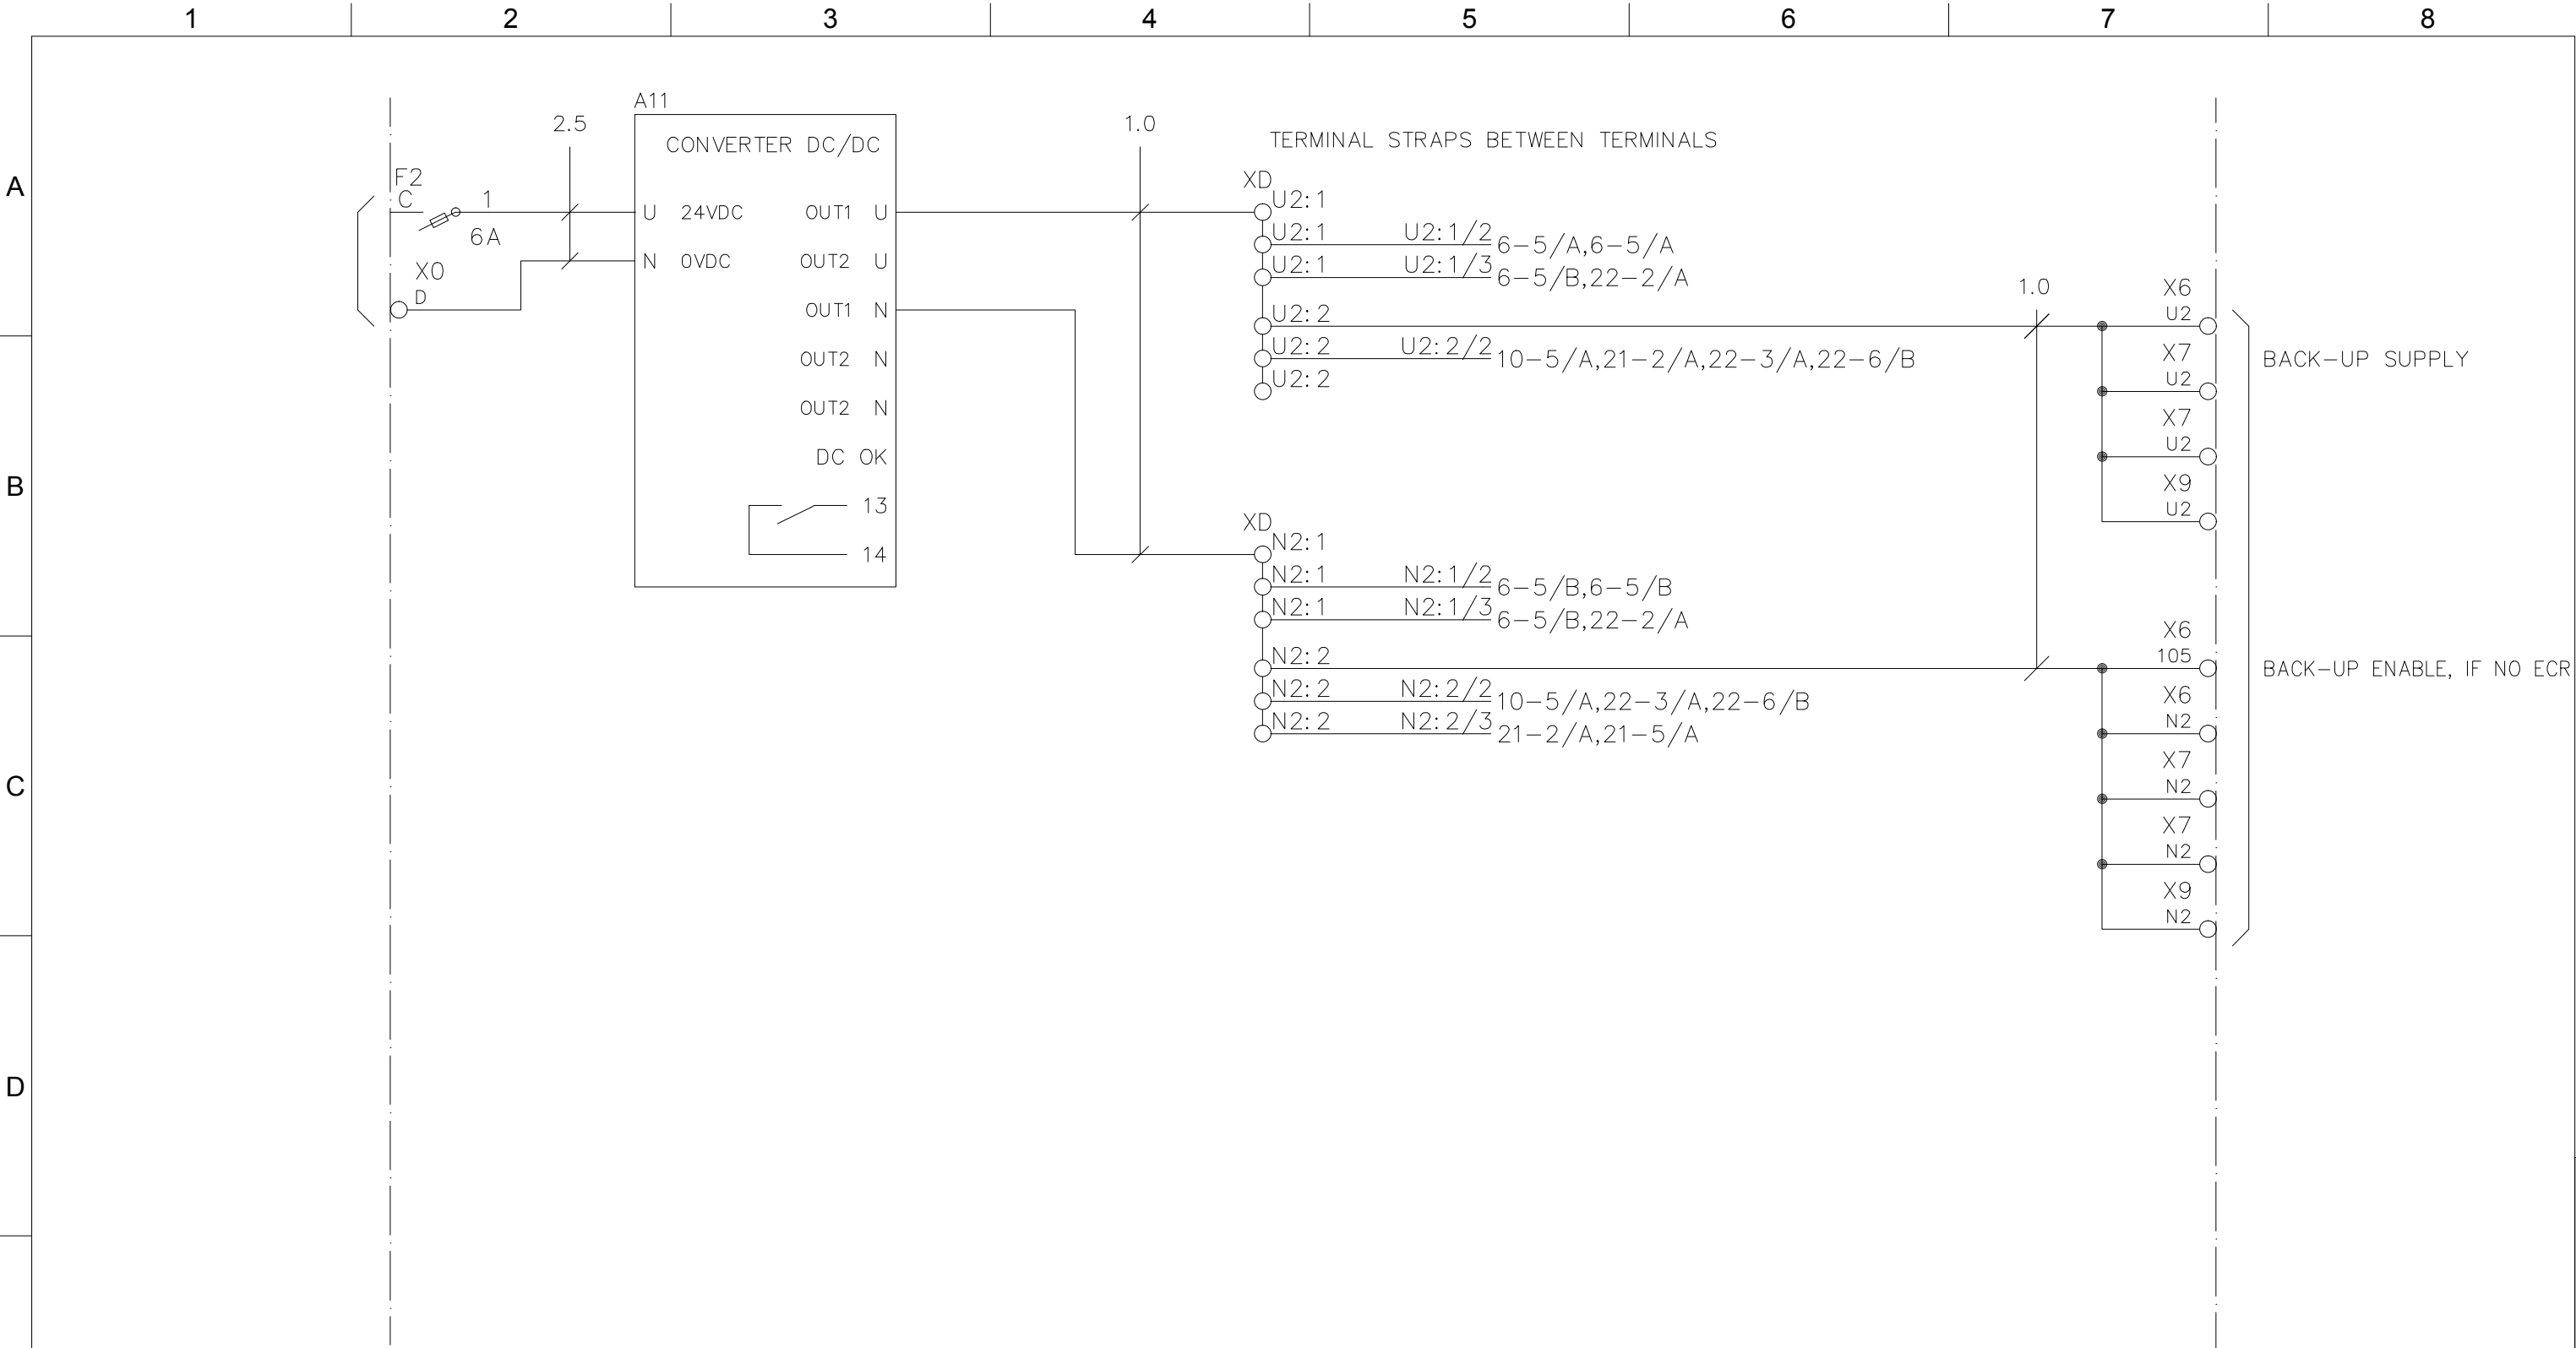 1 2 3 4 5 6 7 8
A11
2.5
1.0
CONVERTER DC/DC
TERMINAL STRAPS BETWEEN TERMINALS
A
F2
C
1
6A
XD
U 24VDC OUT1 U
U2:1
U2:1 U2:1/2 6-5/A,6-5/A
N 0VDC OUT2 U
U2:1 U2:1/3 6-5/B,22-2/A
X0
D
1.0
X6
U2
OUT1 N
U2:2
U2:2 U2:2/2 10-5/A,21-2/A,22-3/A,22-6/B
X7
U2
BACK-UP SUPPLY
OUT2 N
U2:2
OUT2 N
X7
U2
DC OK
B
X9
U2
13
XD
N2:1
14
N2:1 N2:1/2 6-5/B,6-5/B
N2:1 N2:1/3 6-5/B,22-2/A
X6
105
BACK-UP ENABLE, IF NO ECR
N2:2
N2:2 N2:2/2 10-5/A,22-3/A,22-6/B
X6
N2
N2:2 N2:2/3 21-2/A,21-5/A
C
X7
N2
X7
N2
X9
N2
D